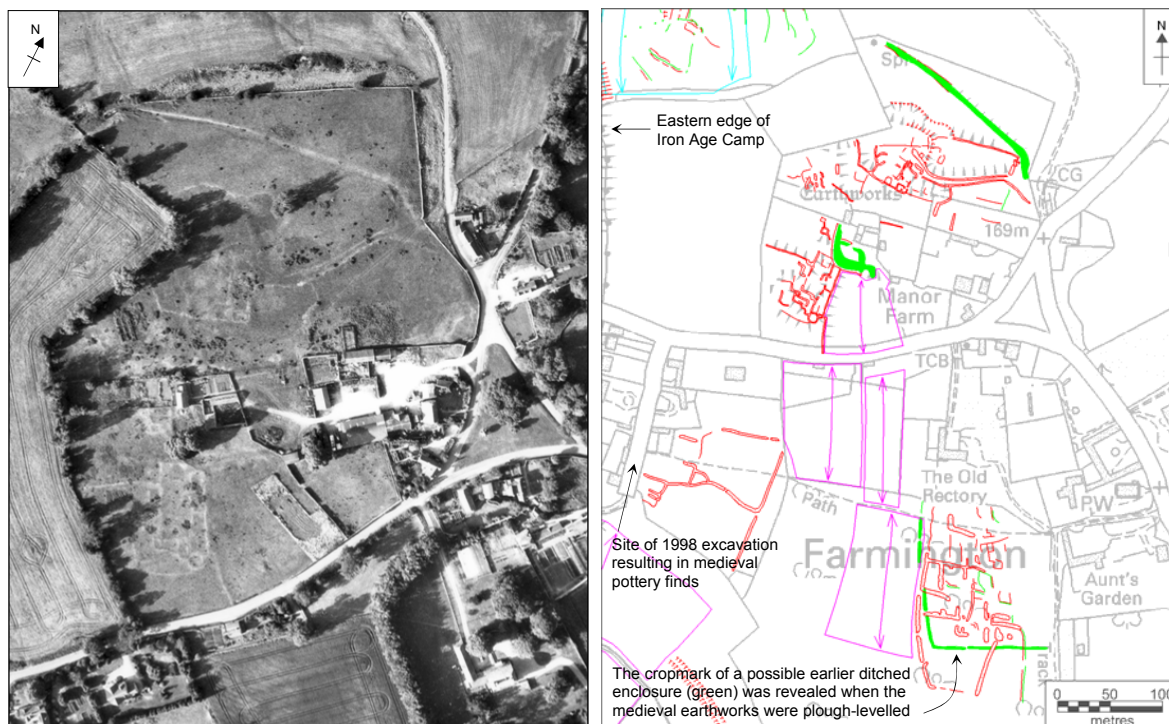 N
N
Spr
Eastern edge of
Iron Age Camp
TCG
Earthworks
169m
Manor
Farm
TCB
The Old
Rectory
PW
Path
Site of 1998 excavation
resulting in medieval
pottery finds
Farmington
Aunt's
Garden
Track
The cropmark of a possible earlier ditched
enclosure (green) was revealed when the
medieval earthworks were plough-levelled
0 50 100
metres